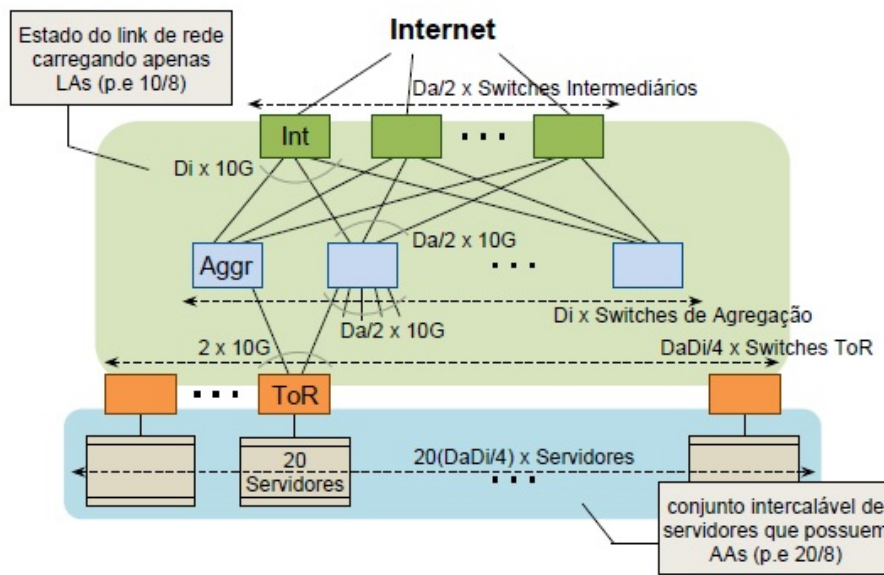 Internet
Estado do link de rede
carregando apenas
LAs (p.e 10/8)
Da/2 x Switches Intermediários
Int
Di x 10G
Da/2 x 10G
Aggr
Di x Switches de Agregação
Da/2 x 10G
2 x 10G
DaDi/4 x Switches ToR
ToR
20
Servidores
20(DaDi/4) x Servidores
conjunto intercalável de
servidores que possuem
AAs (p.e 20/8)